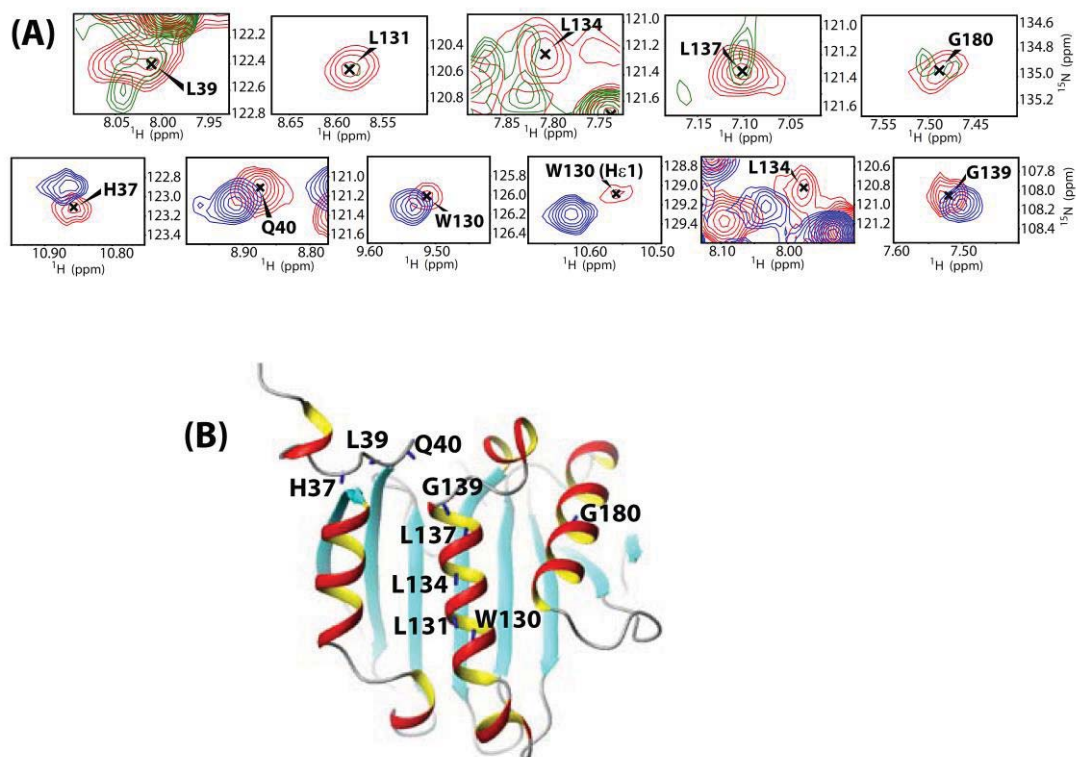 (A)
L39
122.2
122.4
122.6
122.8
8.05 8.00 7.95
¹H (ppm)
L131
8.65 8.60 8.55
¹H (ppm)
L134
120.4
120.6
120.8
7.85 7.80 7.75
¹H (ppm)
L137
121.0
121.2
121.4
121.6
7.15 7.10 7.05
¹H (ppm)
G180
121.0
121.2
121.4
121.6
7.55 7.50 7.45
¹H (ppm)
134.6
134.8
135.0
135.2
¹⁵N (ppm)
H37
122.8
123.0
123.2
123.4
10.90 10.80
¹H (ppm)
Q40
122.8
123.0
123.2
123.4
8.90 8.80
¹H (ppm)
W130
121.0
121.2
121.4
121.6
9.60 9.50
¹H (ppm)
W130 (Hε1)
125.8
126.0
126.2
126.4
10.60 10.50
¹H (ppm)
L134
128.8
129.0
129.2
129.4
8.10 8.00
¹H (ppm)
G139
120.6
120.8
121.0
121.2
7.60 7.50
¹H (ppm)
107.8
108.0
108.2
108.4
¹⁵N (ppm)
(B)
L39
Q40
H37
G139
G180
L137
L134
L131
W130